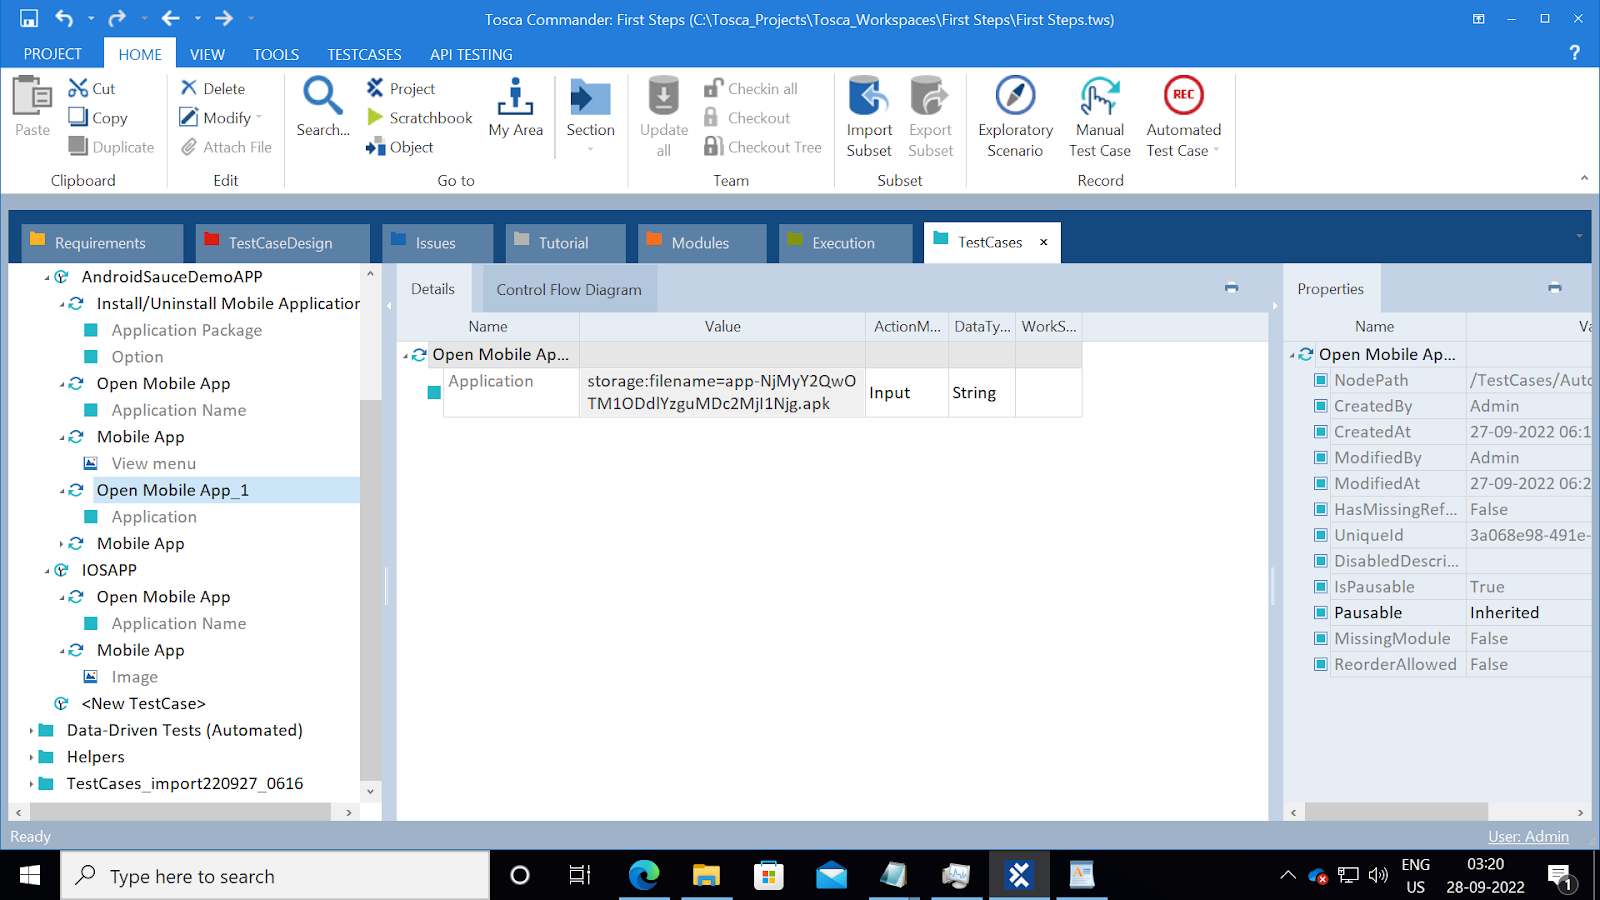 Tosca Commander: First Steps (C:\Tosca_Projects\Tosca_Workspaces\First Steps\First Steps.tws)
PROJECT HOME VIEW TOOLS TESTCASES API TESTING ?
Paste
Cut
Copy
Duplicate
Clipboard
Delete
Modify
Attach File
Edit
Search...
Project
Scratchbook
Object
My Area
Go to
Section
Update
all
Checkin all
Checkout
Checkout Tree
Team
Import
Subset
Export
Subset
Subset
Exploratory
Scenario
Manual
Test Case
REC
Automated
Test Case
Record
Requirements TestCaseDesign Issues Tutorial Modules Execution TestCases ×
AndroidSauceDemoAPP
Install/Uninstall Mobile Application
Application Package
Option
Open Mobile App
Application Name
Mobile App
View menu
Open Mobile App_1
Application
Mobile App
IOSAPP
Open Mobile App
Application Name
Mobile App
Image
<New TestCase>
Data-Driven Tests (Automated)
Helpers
TestCases_import220927_0616
Details Control Flow Diagram
Name Value ActionM... DataTy... WorkS...
Open Mobile Ap...
Application storage:filename=app-NjMyY2QwO
TM1ODdlYzguMDc2MjI1Njg.apk Input String
Properties
Name Va
Open Mobile Ap...
NodePath /TestCases/Auto
CreatedBy Admin
CreatedAt 27-09-2022 06:1
ModifiedBy Admin
ModifiedAt 27-09-2022 06:2
HasMissingRef... False
UniqueId 3a068e98-491e-
DisabledDescri...
IsPausable True
Pausable Inherited
MissingModule False
ReorderAllowed False
Ready User: Admin
Type here to search
ENG
US
03:20
28-09-2022
1